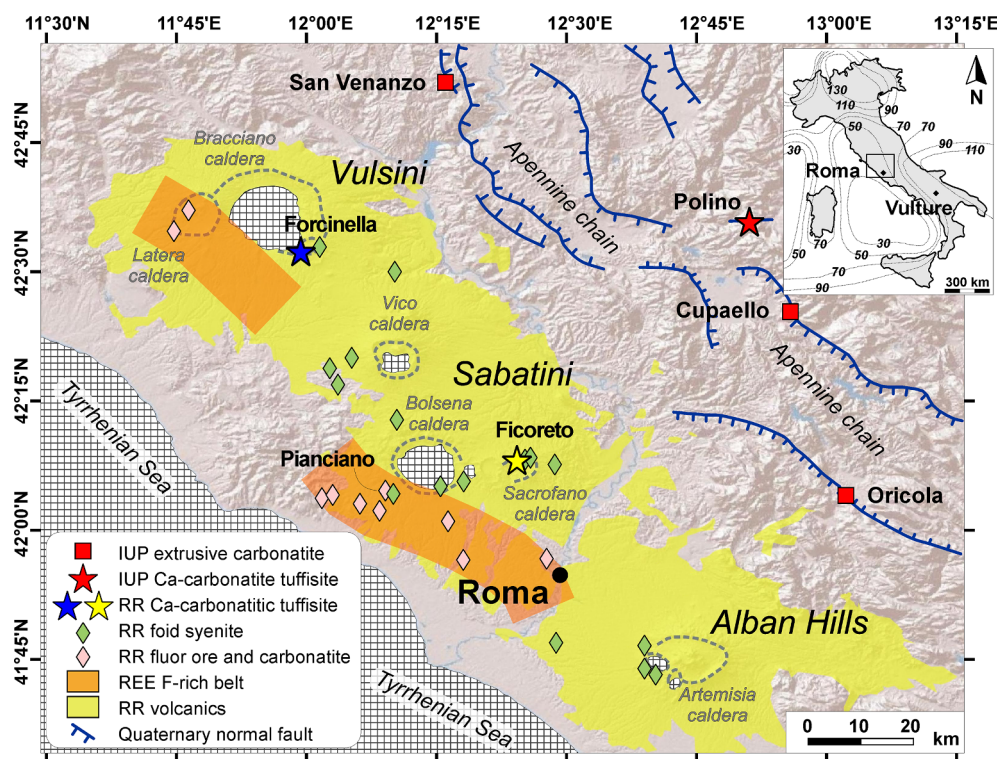 11°30'N
11°45'N
12°00'N
12°15'N
12°30'N
12°45'N
13°00'N
13°15'N
42°45'N
42°30'N
42°15'N
42°00'N
41°45'N
San Venanzo
Bracciano
caldera
Vulsini
Apennine chain
Polino
Forcinella
Latera
caldera
Vico
caldera
Cupaello
Apennine chain
Sabatini
Bolsena
caldera
Ficoreto
Pianciano
Sacrofano
caldera
Oricola
Tyrrhenian Sea
Roma
Alban Hills
Artemisia
caldera
Tyrrhenian Sea
130
110
90
50
70
70
90
110
30
Roma
Vulture
N
50
70
90
30
50
70
70
90
300 km
IUP extrusive carbonatite
IUP Ca-carbonatite tuffisite
RR Ca-carbonatitic tuffisite
RR foid syenite
RR fluor ore and carbonatite
REE F-rich belt
RR volcanics
Quaternary normal fault
0 10 20
km